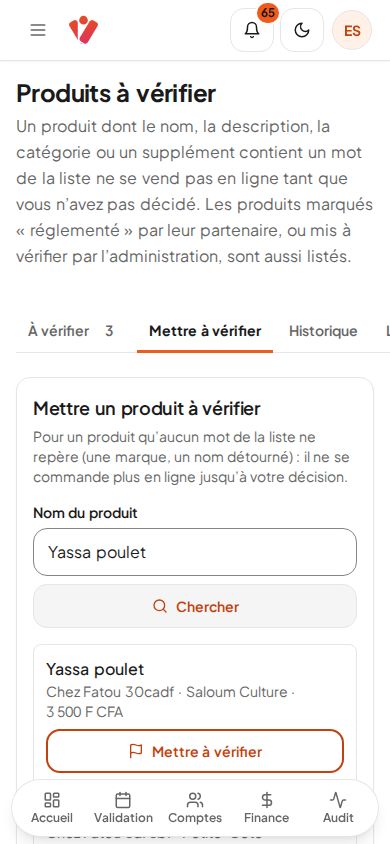 65
ES
Produits à vérifier
Un produit dont le nom, la description, la
catégorie ou un supplément contient un mot
de la liste ne se vend pas en ligne tant que
vous n’avez pas décidé. Les produits marqués
« réglementé » par leur partenaire, ou mis à
vérifier par l’administration, sont aussi listés.
À vérifier 3 Mettre à vérifier Historique L
Mettre un produit à vérifier
Pour un produit qu’aucun mot de la liste ne
repère (une marque, un nom détourné) : il ne se
commande plus en ligne jusqu’à votre décision.
Nom du produit
Yassa poulet
Chercher
Yassa poulet
Chez Fatou 30cadf · Saloum Culture ·
3 500 F CFA
Mettre à vérifier
Accueil Validation Comptes Finance Audit